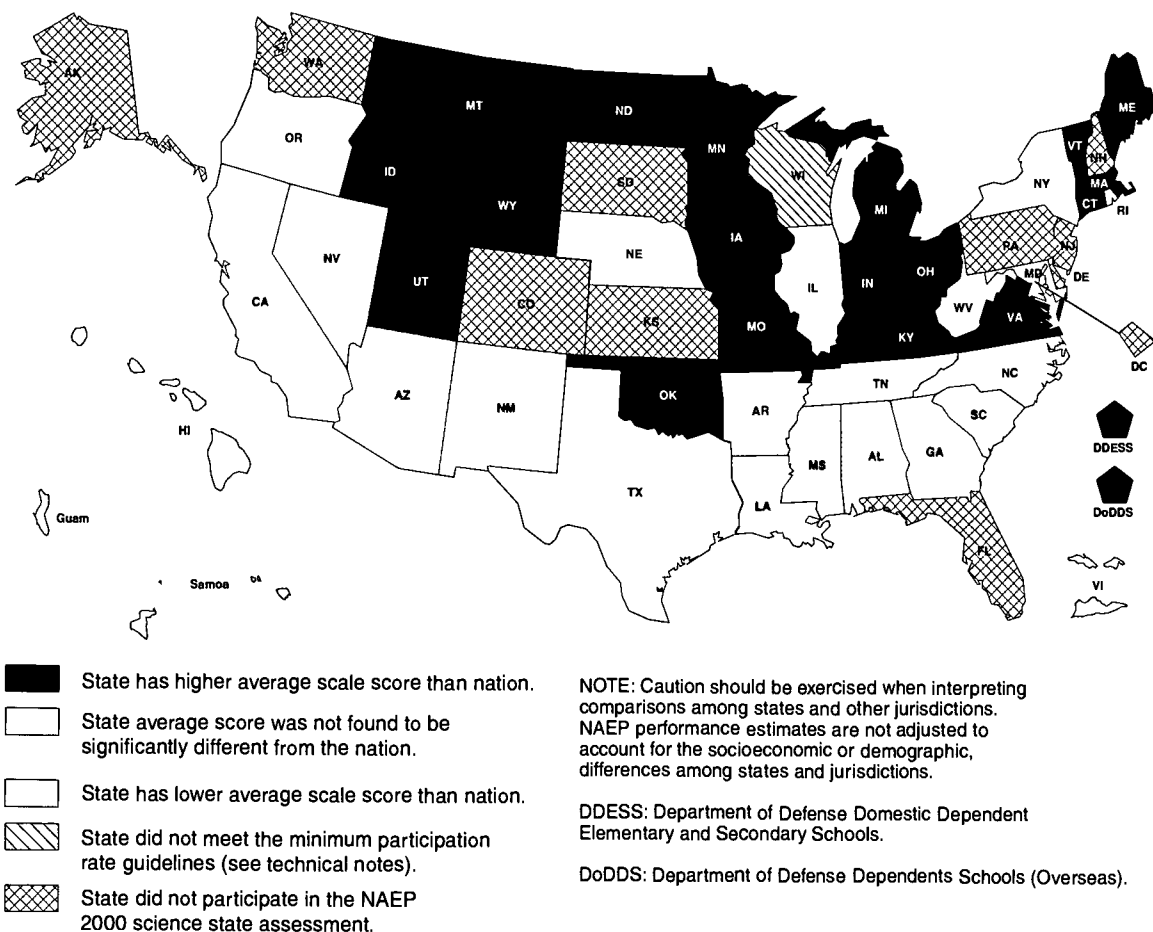 AK
WA
MT
ND
ME
OR
MN
VT
NH
ID
SD
WI
NY
MA
WY
MI
CT
RI
IA
NE
PA
NJ
NV
UT
OH
MD
DE
CA
CO
IL
IN
WV
KS
MO
VA
KY
DC
AZ
OK
TN
NC
NM
AR
SC
HI
MS
AL
GA
DDESS
TX
LA
DoDDS
Guam
FL
Samoa
VI
State has higher average scale score than nation.
State average score was not found to be
significantly different from the nation.
State has lower average scale score than nation.
State did not meet the minimum participation
rate guidelines (see technical notes).
State did not participate in the NAEP
2000 science state assessment.
NOTE: Caution should be exercised when interpreting
comparisons among states and other jurisdictions.
NAEP performance estimates are not adjusted to
account for the socioeconomic or demographic,
differences among states and jurisdictions.
DDESS: Department of Defense Domestic Dependent
Elementary and Secondary Schools.
DoDDS: Department of Defense Dependents Schools (Overseas).